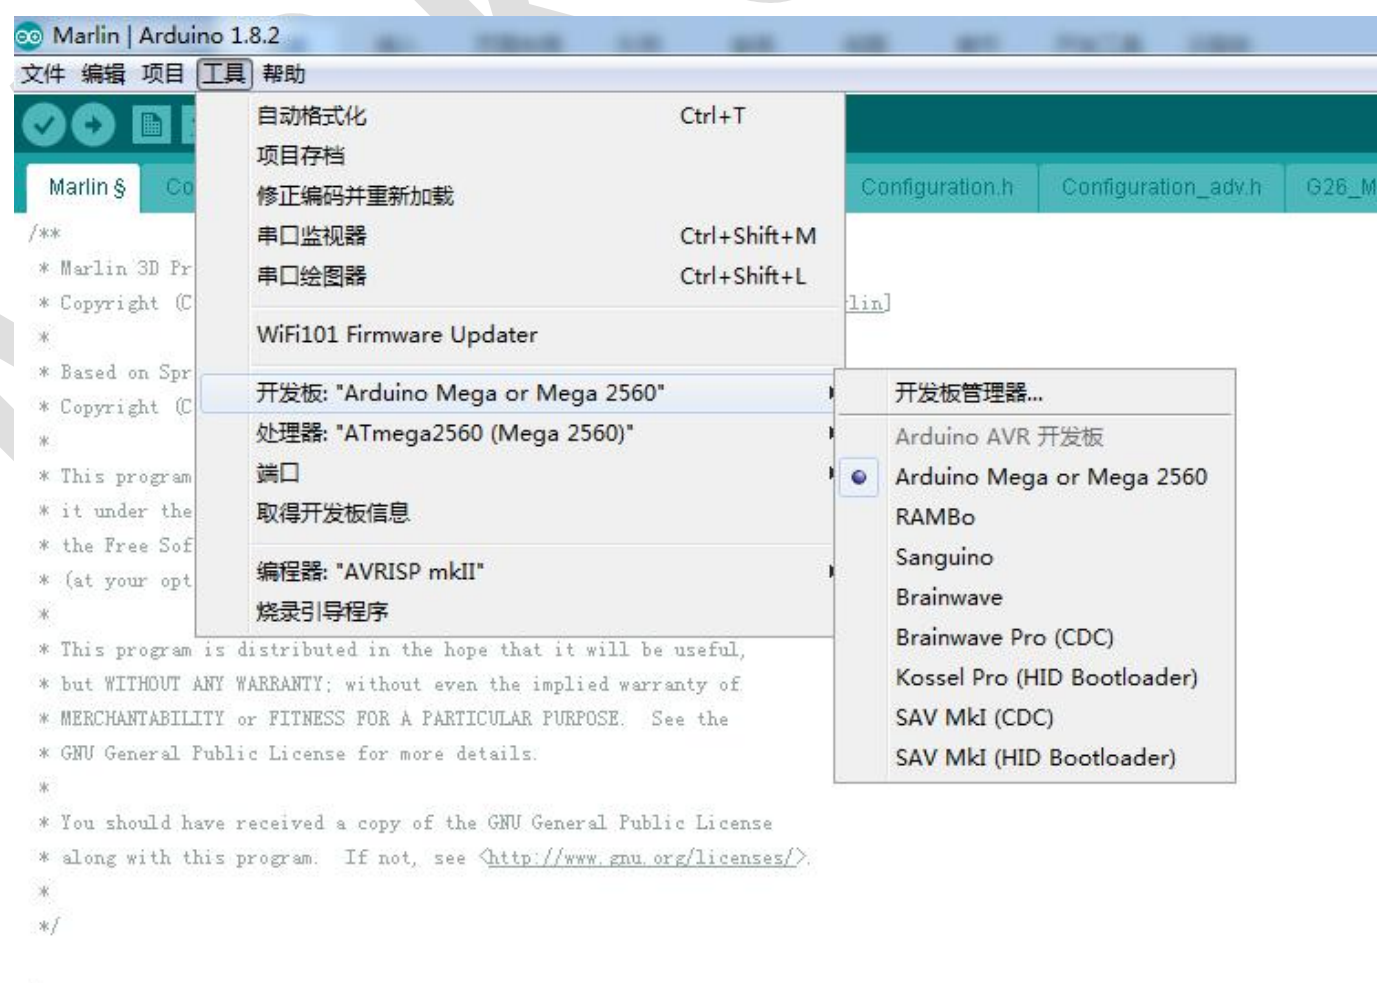 Marlin | Arduino 1.8.2
文件 编辑 项目 工具 帮助
自动格式化 Ctrl+T
项目存档
修正编码并重新加载
串口监视器 Ctrl+Shift+M
串口绘图器 Ctrl+Shift+L
WiFi101 Firmware Updater
开发板: "Arduino Mega or Mega 2560"
处理器: "ATmega2560 (Mega 2560)"
端口
取得开发板信息
编程器: "AVRISP mkII"
烧录引导程序
开发板管理器...
Arduino AVR 开发板
Arduino Mega or Mega 2560
RAMBo
Sanguino
Brainwave
Brainwave Pro (CDC)
Kossel Pro (HID Bootloader)
SAV MkI (CDC)
SAV MkI (HID Bootloader)
Marlin § Co Configuration.h Configuration_adv.h G26_M
/**
* Marlin 3D Pr
* Copyright (C lin]
*
* Based on Spr
* Copyright (C
*
* This program
* it under the
* the Free Sof
* (at your opt
*
* This program is distributed in the hope that it will be useful,
* but WITHOUT ANY WARRANTY; without even the implied warranty of
* MERCHANTABILITY or FITNESS FOR A PARTICULAR PURPOSE. See the
* GNU General Public License for more details.
*
* You should have received a copy of the GNU General Public License
* along with this program. If not, see <http://www.gnu.org/licenses/>.
*
*/